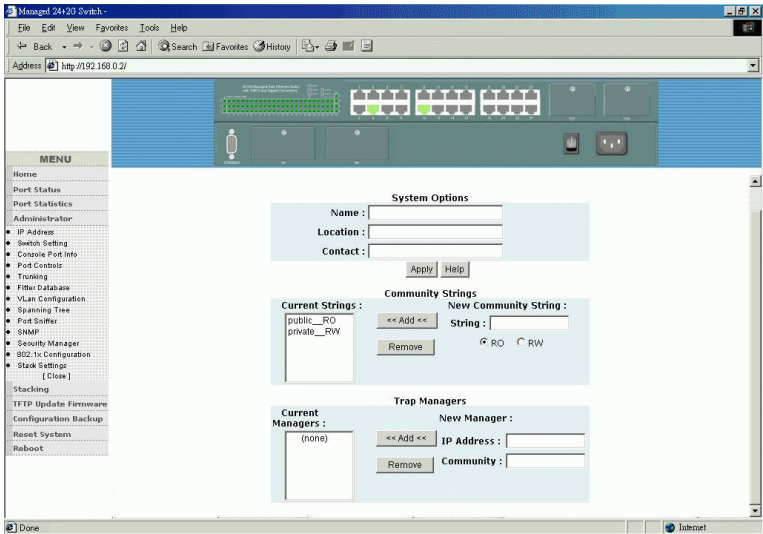 Managed 24+2G Switch -
File Edit View Favorites Tools Help
Back Search Favorites History
Address http://192.168.0.2/
MENU
Home
Port Status
Port Statistics
Administrator
IP Address
Switch Setting
Console Port Info
Port Controls
Trunking
Filter Database
VLan Configuration
Spanning Tree
Port Sniffer
SNMP
Security Manager
802.1x Configuration
Stack Settings
[ Close ]
Stacking
TFTP Update Firmware
Configuration Backup
Reset System
Reboot
System Options
Name :
Location :
Contact :
Apply Help
Community Strings
Current Strings : New Community String :
public__RO
private__RW
<< Add <<
String :
Remove
RO RW
Trap Managers
Current
Managers :
New Manager :
(none)
<< Add <<
IP Address :
Remove
Community :
Done Internet